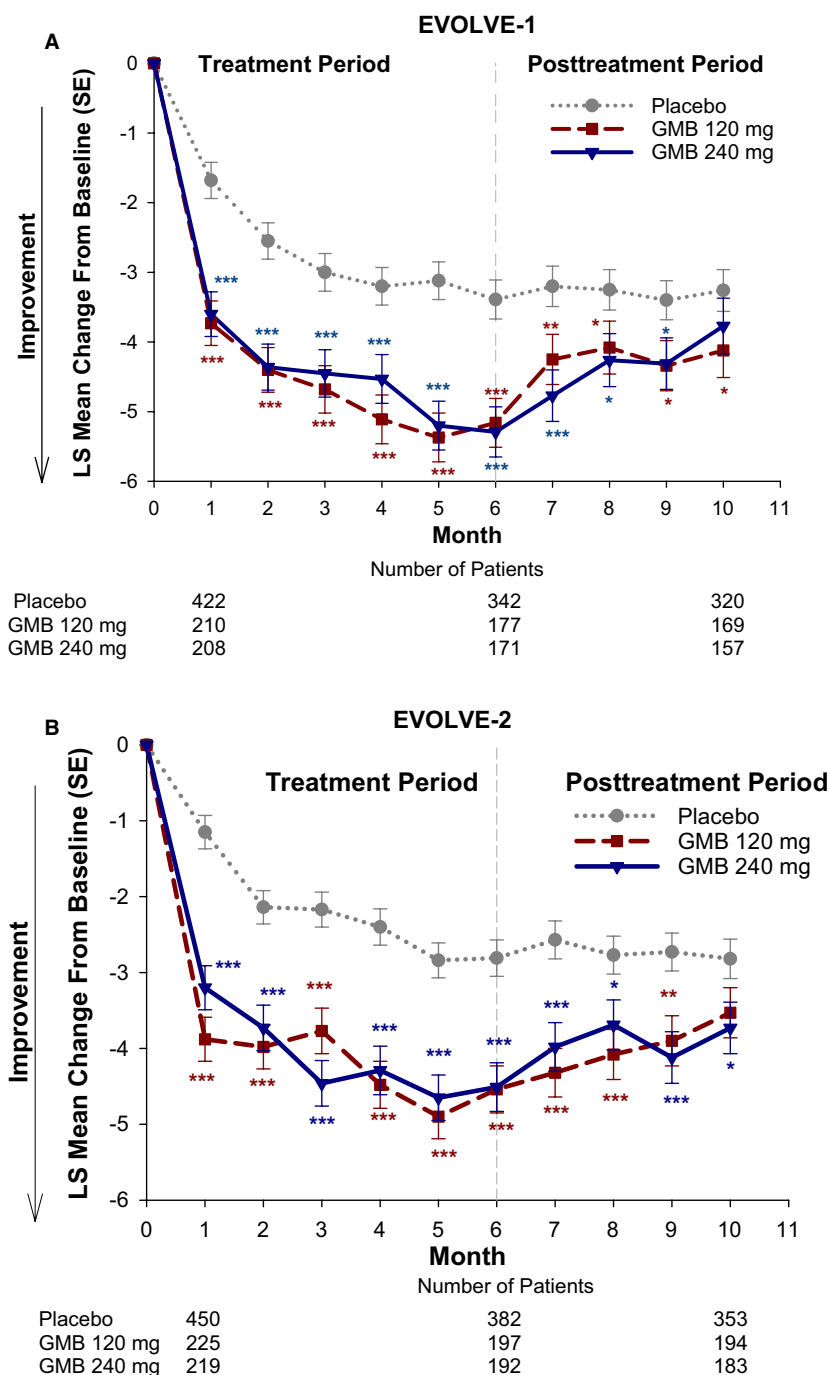 A
EVOLVE-1
Treatment Period
Posttreatment Period
Placebo
GMB 120 mg
GMB 240 mg
Improvement
LS Mean Change From Baseline (SE)
0
-1
-2
-3
-4
-5
-6
***
***
***
***
***
***
***
***
***
***
***
***
**
***
*
*
*
*
*
0 1 2 3 4 5 6 7 8 9 10 11
Month
Number of Patients
Placebo 422 342 320
GMB 120 mg 210 177 169
GMB 240 mg 208 171 157
B
EVOLVE-2
Treatment Period
Posttreatment Period
Placebo
GMB 120 mg
GMB 240 mg
Improvement
LS Mean Change From Baseline (SE)
0
-1
-2
-3
-4
-5
-6
***
***
***
***
***
***
***
***
***
***
***
***
***
***
*
***
**
***
*
0 1 2 3 4 5 6 7 8 9 10 11
Month
Number of Patients
Placebo 450 382 353
GMB 120 mg 225 197 194
GMB 240 mg 219 192 183